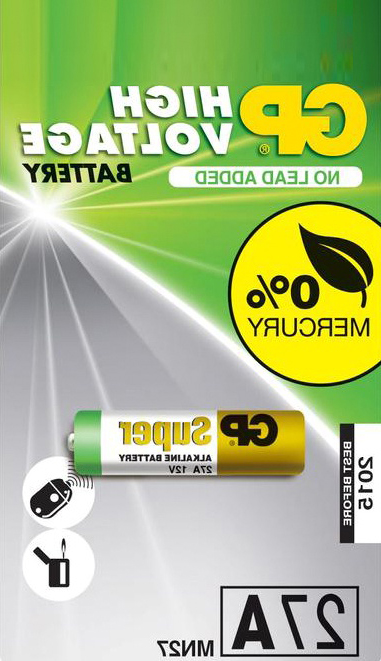 GP HIGH
VOLTAGE
BATTERY
NO LEAD ADDED
0%
MERCURY
GP Super
ALKALINE BATTERY
27A 12V
BEST BEFORE
2015
27A
MN27